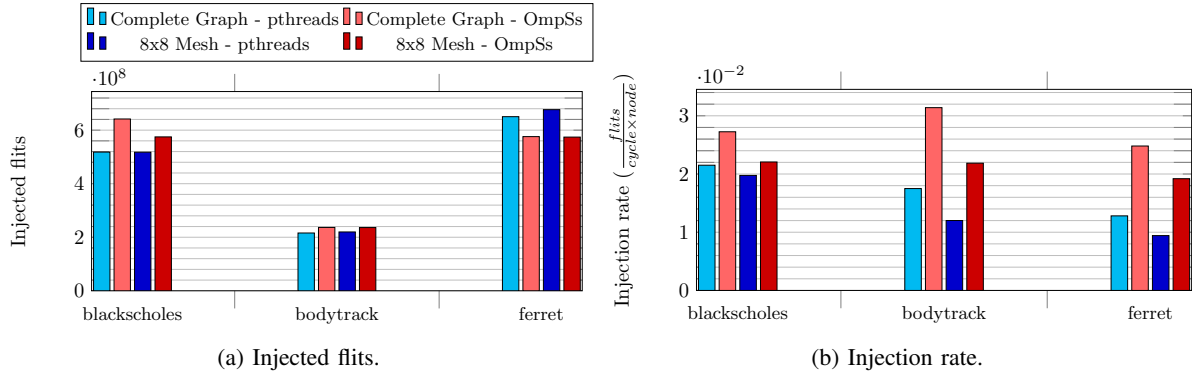 Complete Graph - pthreads Complete Graph - OmpSs
8x8 Mesh - pthreads 8x8 Mesh - OmpSs
·10^8
Injected flits
6
4
2
0
blackscholes bodytrack ferret
(a) Injected flits.
·10^−2
Injection rate (flits / cycle×node)
3
2
1
0
blackscholes bodytrack ferret
(b) Injection rate.